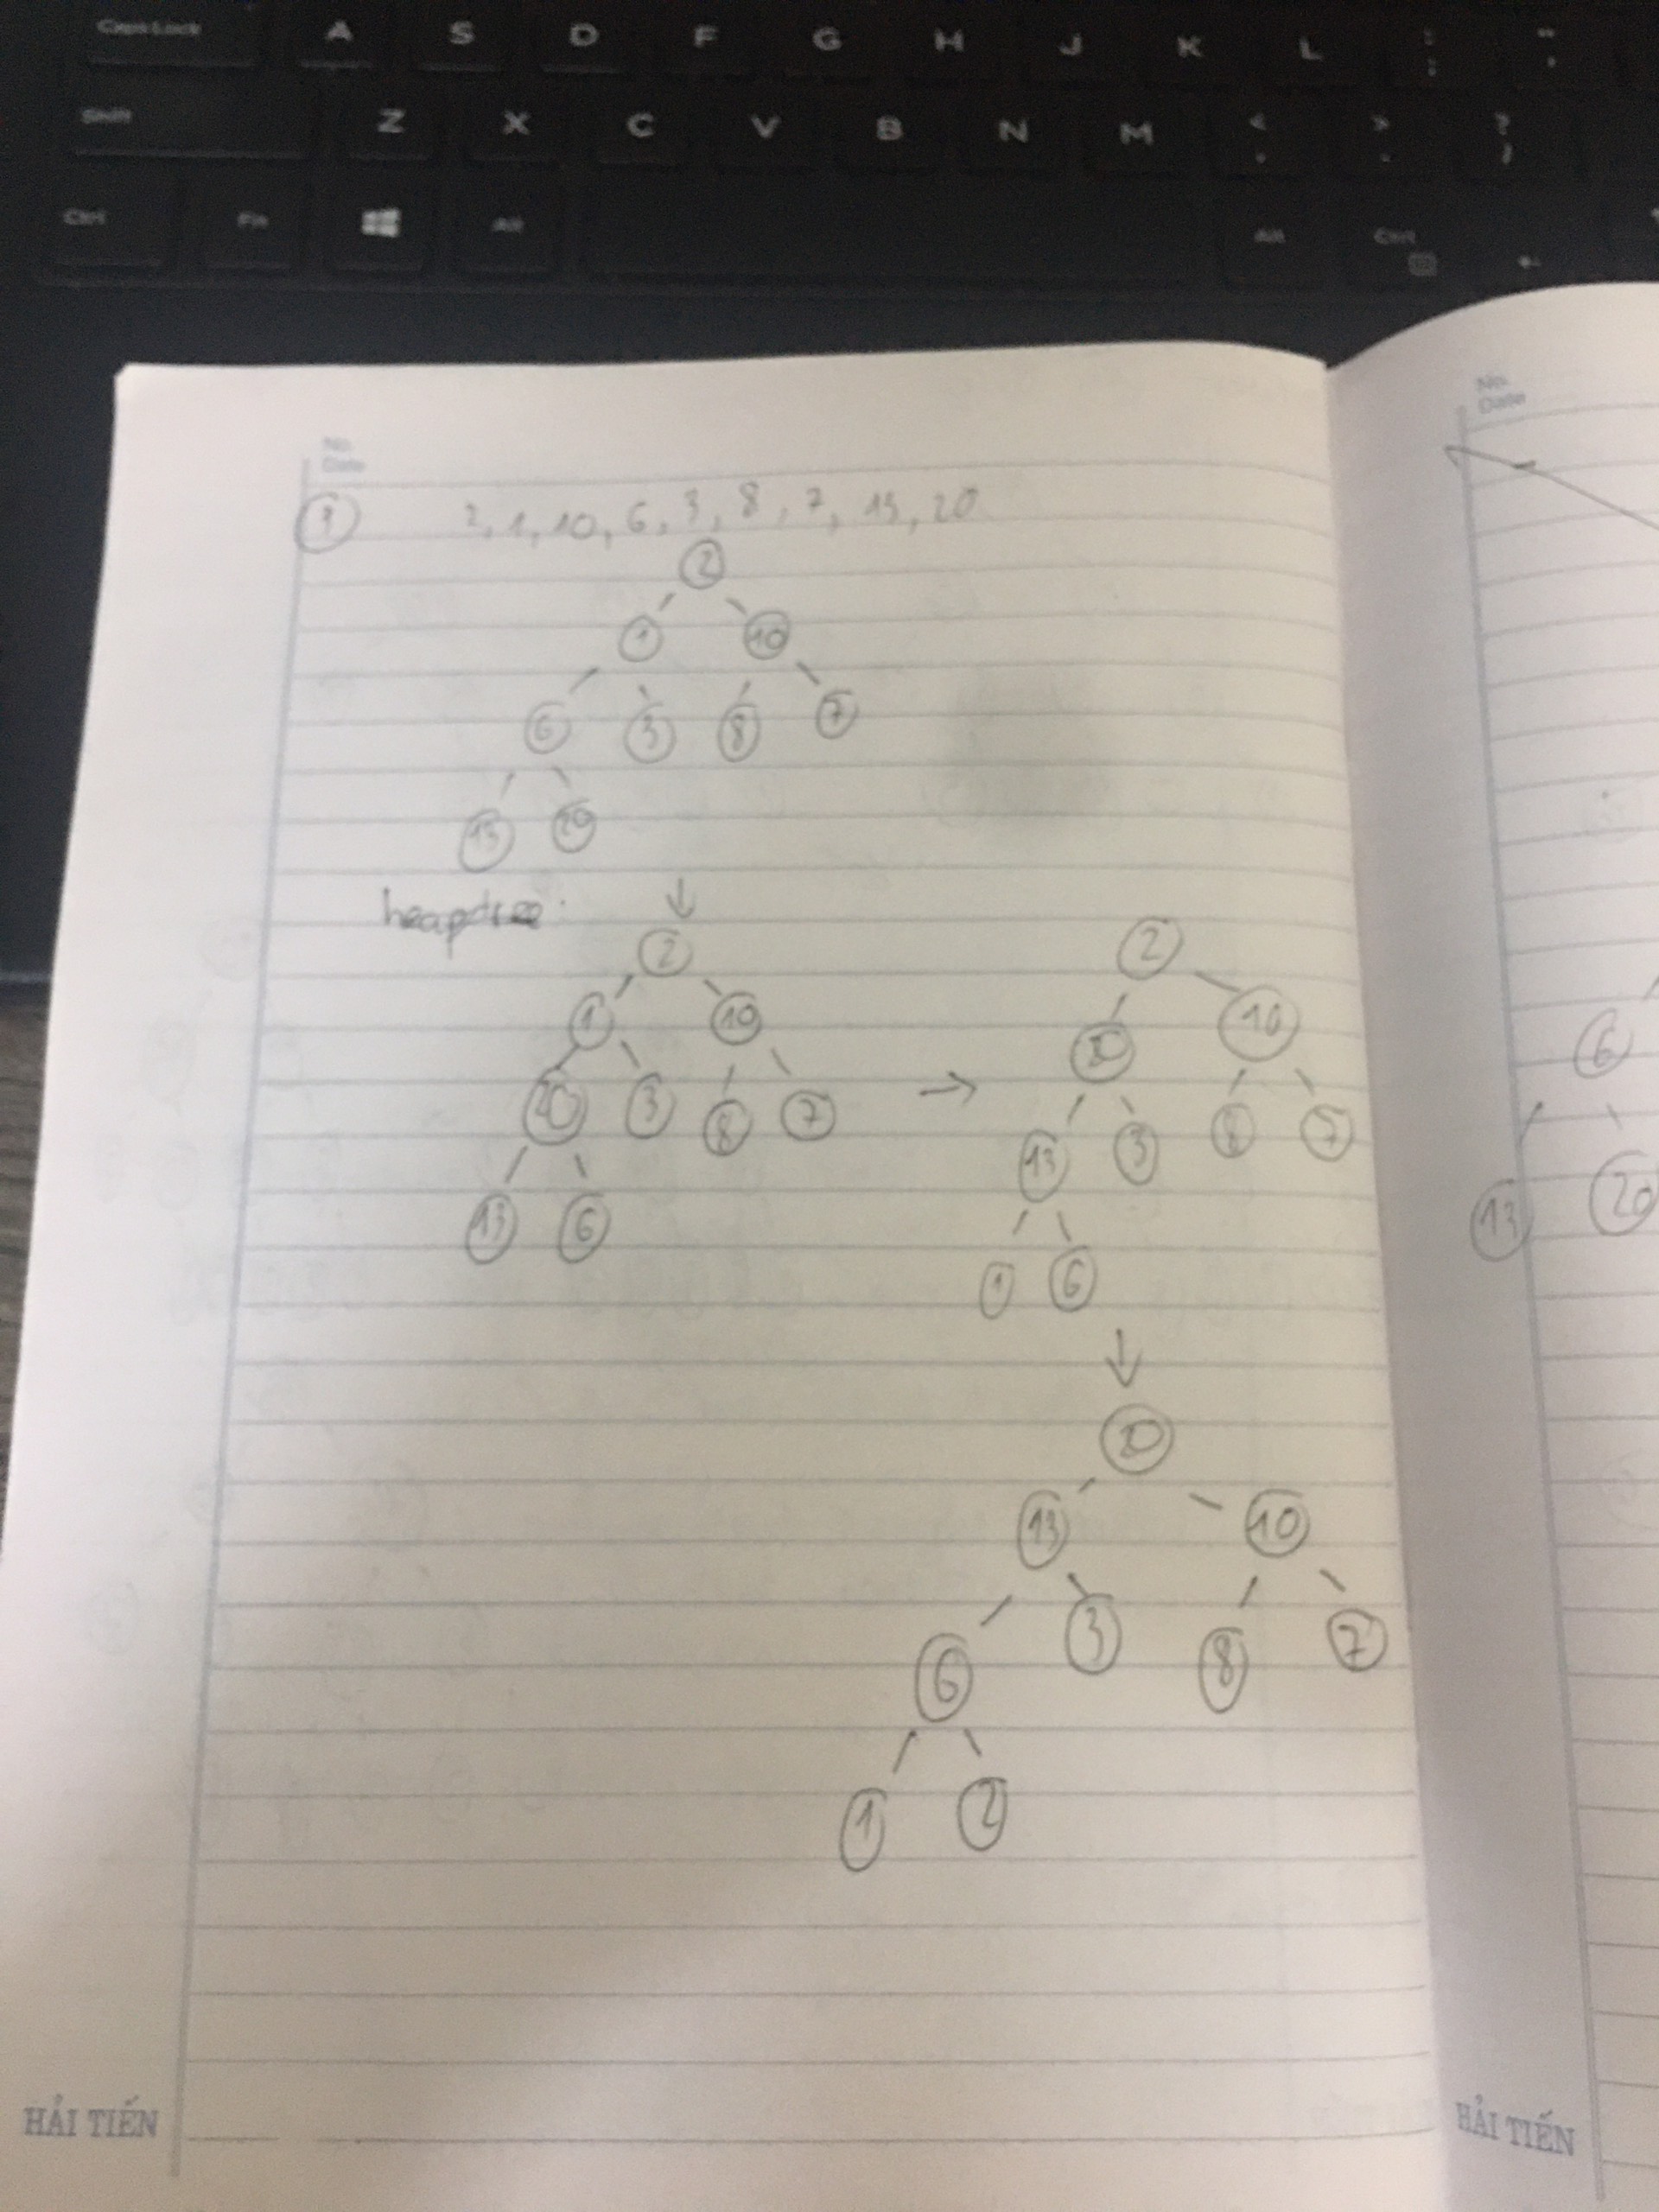 Caps Lock A S D F G H J K L : ; " '
Shift Z X C V B N M < , > . ? /
Ctrl Fn Alt Alt Ctrl
No.
Date
No.
Date
2, 1, 10, 6, 3, 8, 7, 13, 20
2
1 10
6 3 8 7
13 20
heaptree:
2
1 10
20 3 8 7
13 6
2
20 10
13 3 8 7
1 6
20
13 10
6 3 8 7
1 2
6
13 20
HẢI TIẾN
HẢI TIẾN